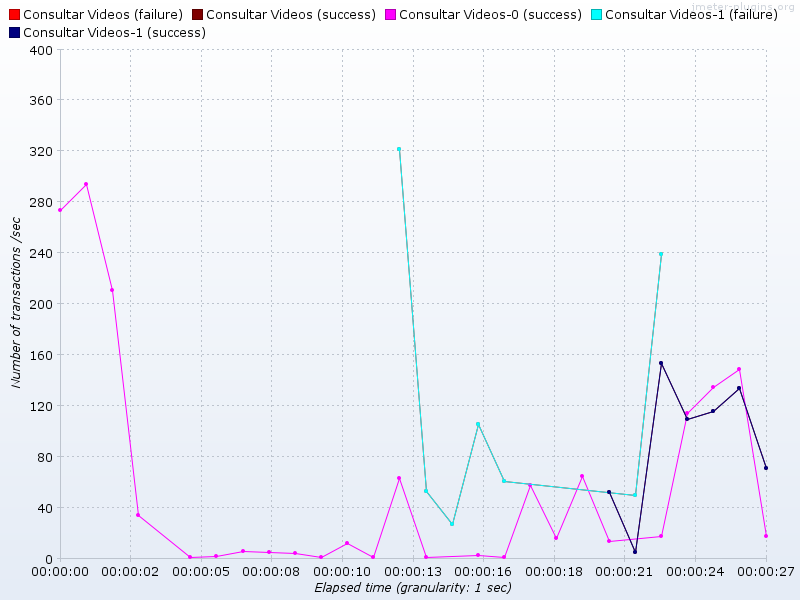 jmeter-plugins.org
Consultar Videos (failure) Consultar Videos (success) Consultar Videos-0 (success) Consultar Videos-1 (failure)
Consultar Videos-1 (success)
400
360
320
280
240
200
160
120
80
40
0
Number of transactions /sec
00:00:00 00:00:02 00:00:05 00:00:08 00:00:10 00:00:13 00:00:16 00:00:18 00:00:21 00:00:24 00:00:27
Elapsed time (granularity: 1 sec)